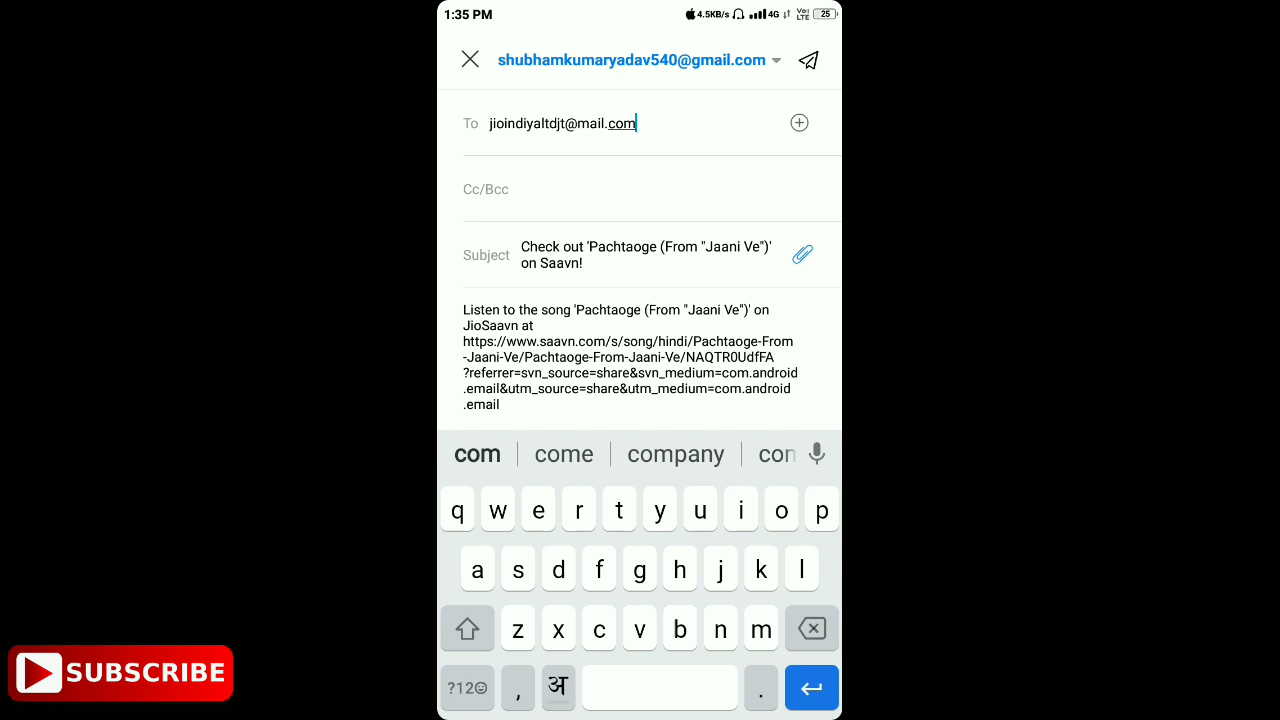 1:35 PM
4.5KB/s 4G Vo) LTE 25
shubhamkumaryadav540@gmail.com
To jioindiyaltdjt@mail.com
Cc/Bcc
Subject Check out 'Pachtaoge (From "Jaani Ve")'
on Saavn!
Listen to the song 'Pachtaoge (From "Jaani Ve")' on
JioSaavn at
https://www.saavn.com/s/song/hindi/Pachtaoge-From
-Jaani-Ve/Pachtaoge-From-Jaani-Ve/NAQTR0UdfFA
?referrer=svn_source=share&svn_medium=com.android
.email&utm_source=share&utm_medium=com.android
.email
com come company con
q w e r t y u i o p
a s d f g h j k l
z x c v b n m
?12 , अ .
SUBSCRIBE